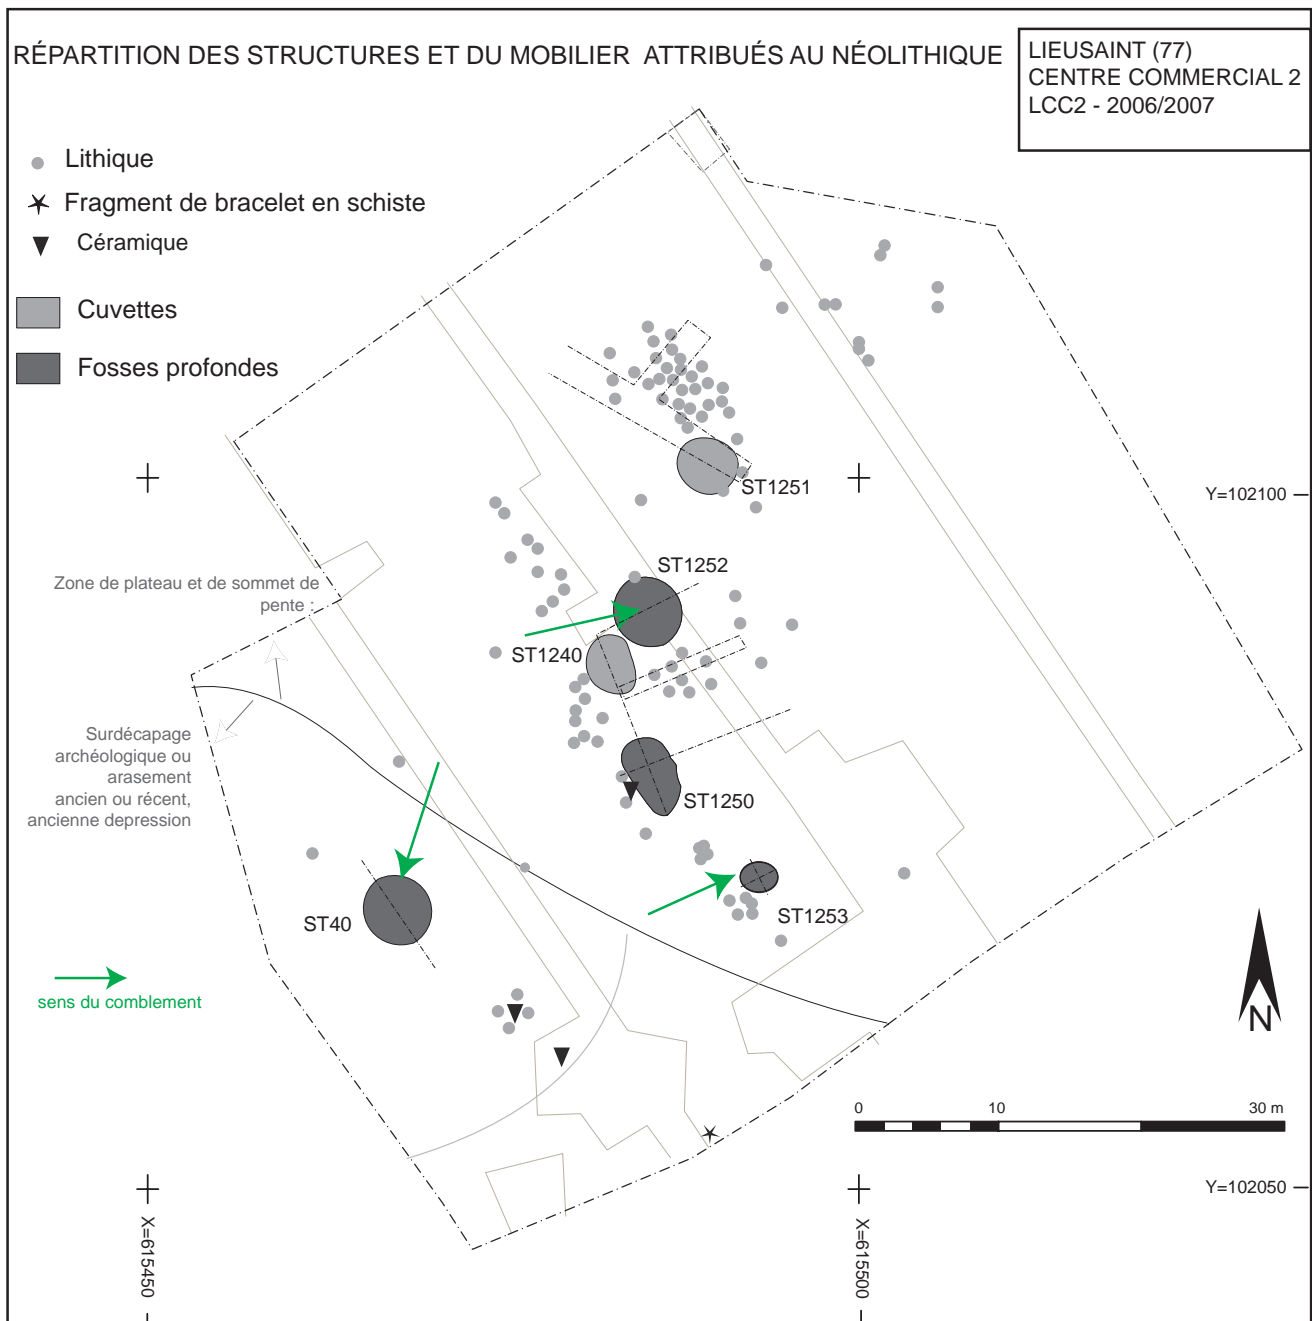 RÉPARTITION DES STRUCTURES ET DU MOBILIER ATTRIBUÉS AU NÉOLITHIQUE
LIEUSAINT (77)
CENTRE COMMERCIAL 2
LCC2 - 2006/2007
Lithique
Fragment de bracelet en schiste
Céramique
Cuvettes
Fosses profondes
ST1251
Y=102100
ST1252
Zone de plateau et de sommet de
pente :
ST1240
Surdécapage
archéologique ou
arasement
ancien ou récent,
ancienne depression
ST1250
ST40
ST1253
sens du comblement
N
0 10 30 m
Y=102050
X=615450
X=615500